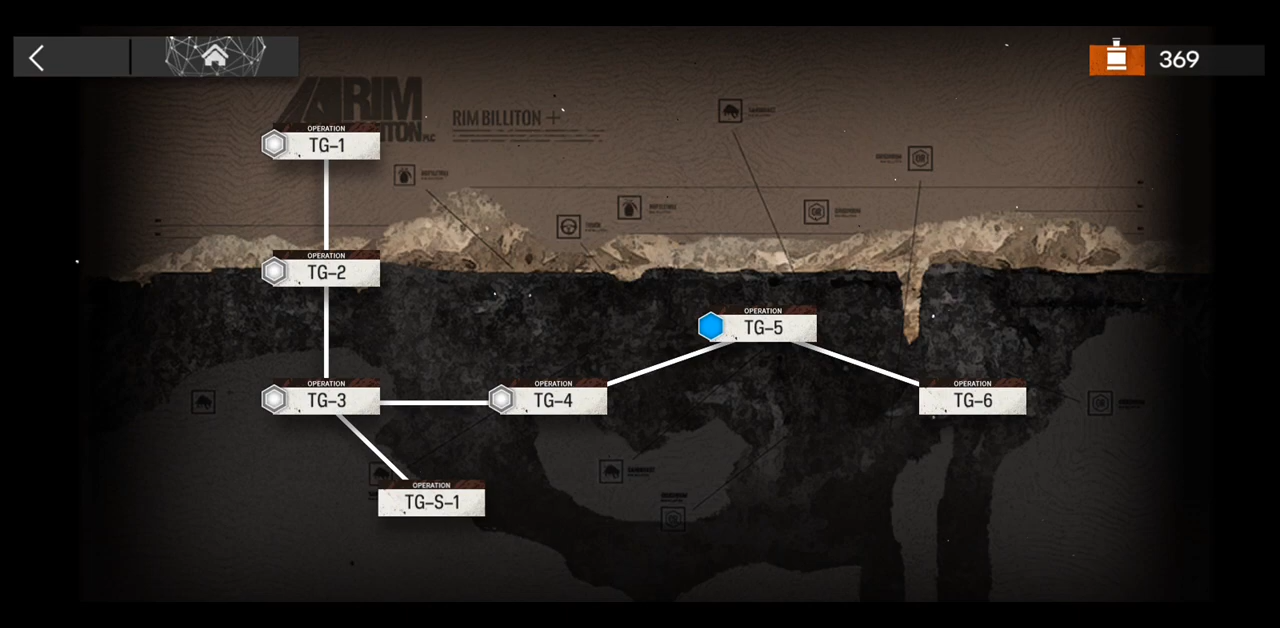 369
RIM
RIM BILLITON
OPERATION
TG-1
OPERATION
TG-2
OPERATION
TG-5
OPERATION
TG-3
OPERATION
TG-4
OPERATION
TG-6
OPERATION
TG-S-1